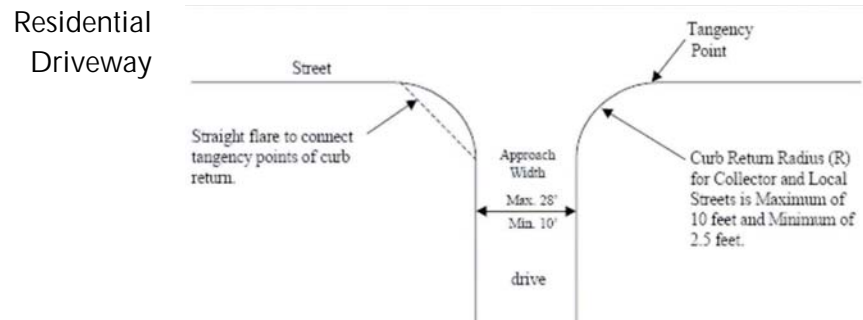 Residential
Driveway
Street
Tangency
Point
Straight flare to connect
tangency points of curb
return.
Approach
Width
Max. 28'
Min. 10'
drive
Curb Return Radius (R)
for Collector and Local
Streets is Maximum of
10 feet and Minimum of
2.5 feet.